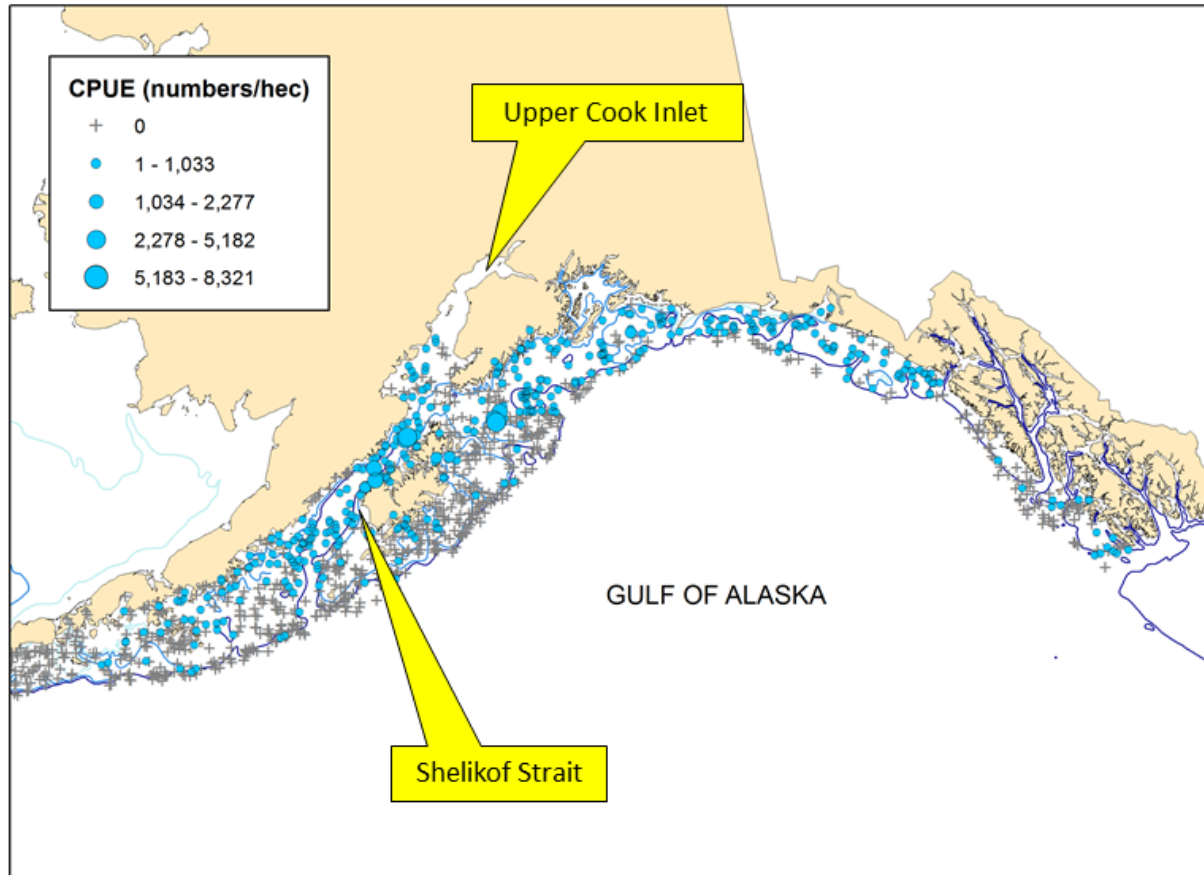 CPUE (numbers/hec)
0
1 - 1,033
1,034 - 2,277
2,278 - 5,182
5,183 - 8,321
Upper Cook Inlet
GULF OF ALASKA
Shelikof Strait